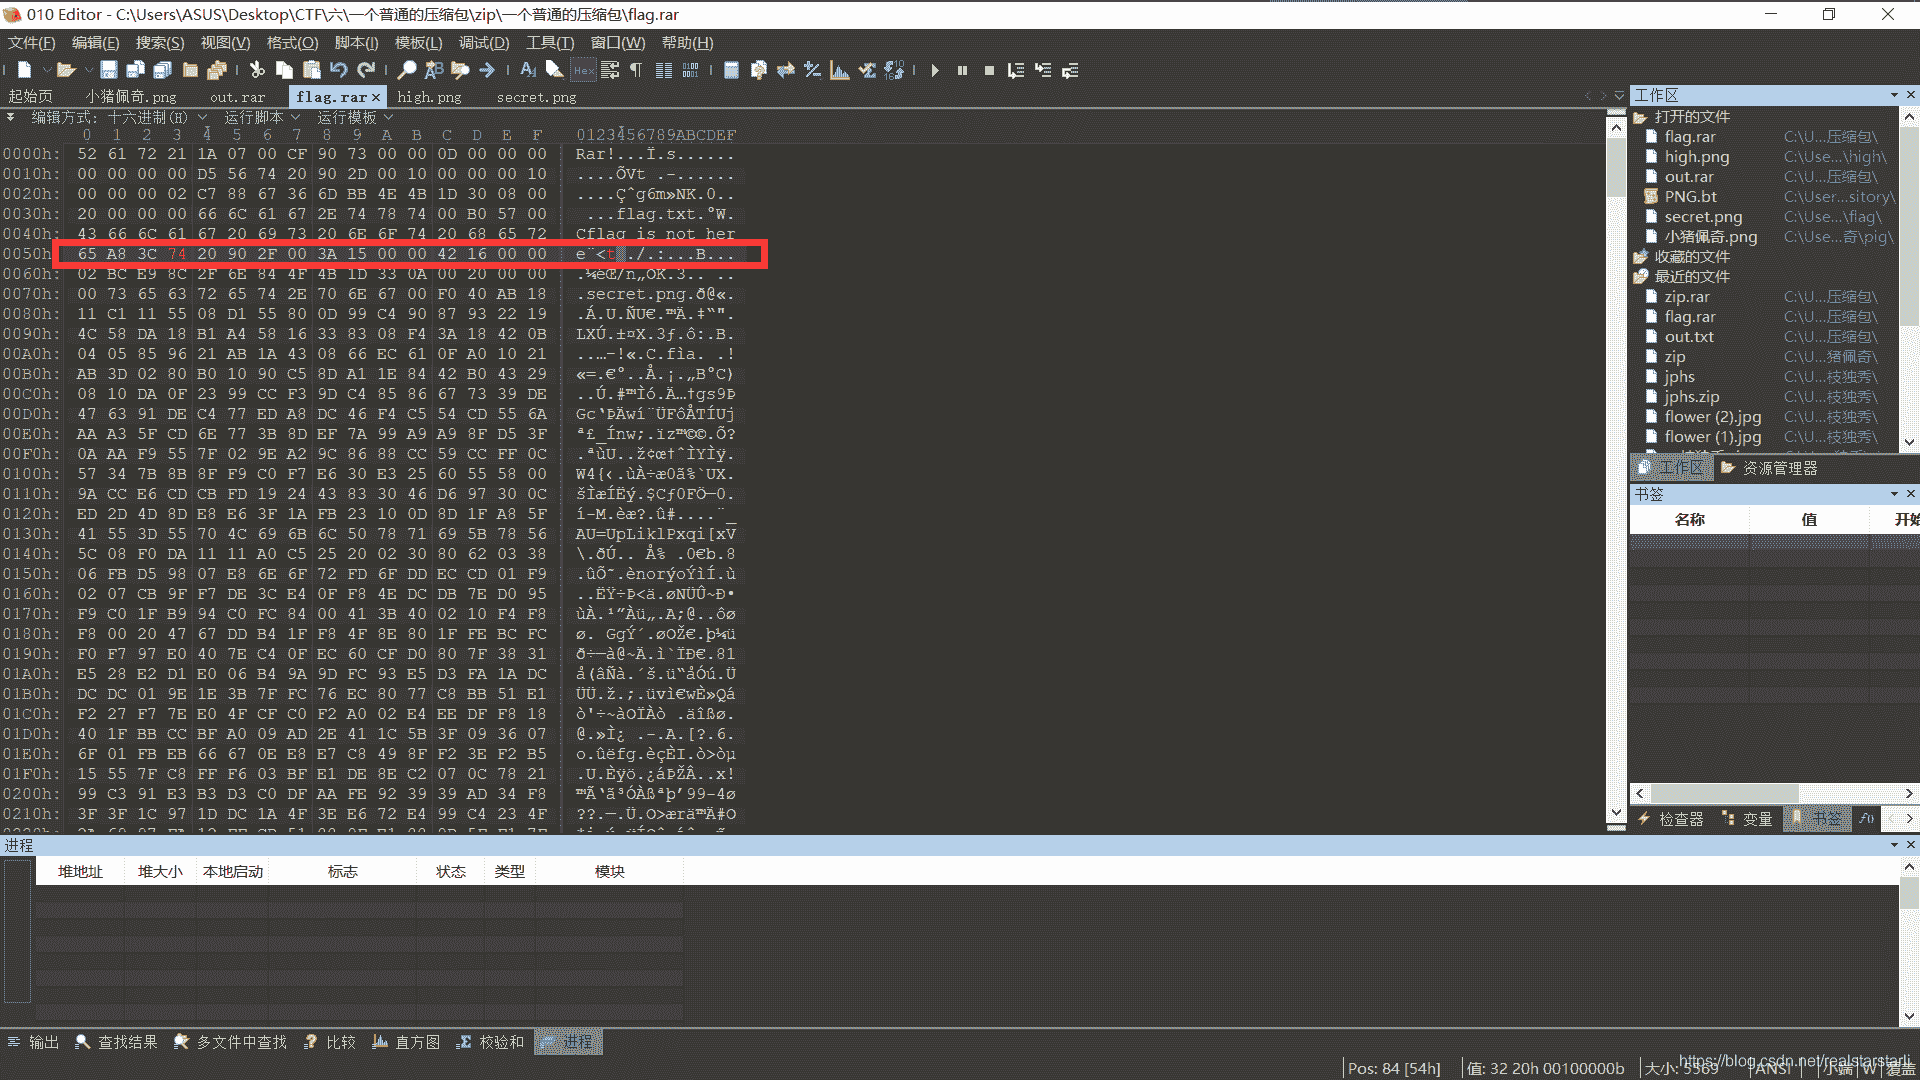 010 Editor - C:\Users\ASUS\Desktop\CTF\六\一个普通的压缩包\zip\一个普通的压缩包\flag.rar
文件(F) 编辑(E) 搜索(S) 视图(V) 格式(O) 脚本(I) 模板(L) 调试(D) 工具(T) 窗口(W) 帮助(H)
起始页 小猪佩奇.png out.rar flag.rar × high.png secret.png
编辑方式: 十六进制(H) 运行脚本 运行模板
0 1 2 3 4 5 6 7 8 9 A B C D E F 0123456789ABCDEF
0000h: 52 61 72 21 1A 07 00 CF 90 73 00 00 0D 00 00 00 Rar!...Ï.s......
0010h: 00 00 00 00 D5 56 74 20 90 2D 00 10 00 00 00 10 ....ÕVt .-......
0020h: 00 00 00 02 C7 88 67 36 6D BB 4E 4B 1D 30 08 00 ....Çˆg6m»NK.0..
0030h: 20 00 00 00 00 66 6C 61 67 2E 74 78 74 00 B0 57 00 ...flag.txt.°W.
0040h: 43 66 6C 61 67 20 69 73 20 6E 6F 74 20 68 65 72 Cflag is not her
0050h: 65 A8 3C 74 20 90 2F 00 3A 15 00 00 42 16 00 00 e¨<t ./.:...B...
0060h: 02 BC E9 8C 2F 6E 84 4F 4B 1D 33 0A 00 20 00 00 .¼éŒ/n„OK.3.. ..
0070h: 00 73 65 63 72 65 74 2E 70 6E 67 00 F0 40 AB 18 .secret.png.ð@«.
0080h: 11 C1 11 55 08 D1 55 80 0D 99 C4 90 87 93 22 19 .Á.U.ÑU€.™Ä.‡“".
0090h: 4C 58 DA 18 B1 A4 58 16 33 83 08 F4 3A 18 42 0B LXÚ.±¤X.3ƒ.ô:.B.
00A0h: 04 05 85 96 21 AB 1A 43 08 66 EC 61 0F A0 10 21 ..…–!«.C.fìa. .!
00B0h: AB 3D 02 80 B0 10 90 C5 8D A1 1E 84 42 B0 43 29 «=.€°..Å.¡.„B°C)
00C0h: 08 10 DA 0F 23 99 CC F3 9D C4 85 86 67 73 39 DE ..Ú.#™Ìó.Ä…†gs9Þ
00D0h: 47 63 91 DE C4 77 ED A8 DC 46 F4 C5 54 CD 55 6A Gc‘ÞÄwí¨ÜFôÅTÍUj
00E0h: AA A3 5F CD 6E 77 3B 8D EF 7A 99 A9 A9 8F D5 3F ª£_Ínw;.ïz™©©.Õ?
00F0h: 0A AA F9 55 7F 02 9E A2 9C 86 88 CC 59 CC FF 0C .ªùU..ž¢œ†ˆÌYÌÿ.
0100h: 57 34 7B 8B 8F F9 C0 F7 E6 30 E3 25 60 55 58 00 W4{‹.ùÀ÷æ0ã%`UX.
0110h: 9A CC E6 CD CB FD 19 24 43 83 30 46 D6 97 30 0C šÌæÍËý.$Cƒ0FÖ—0.
0120h: ED 2D 4D 8D E8 E6 3F 1A FB 23 10 0D 8D 1F A8 5F í-M.èæ?.û#....¨_
0130h: 41 55 3D 55 70 4C 69 6B 6C 50 78 71 69 5B 78 56 AU=UpLiklPxqi[xV
0140h: 5C 08 F0 DA 11 11 A0 C5 25 20 02 30 80 62 03 38 \.ðÚ.. Å% .0€b.8
0150h: 06 FB D5 98 07 E8 6E 6F 72 FD 6F DD EC CD 01 F9 .ûÕ˜.ènorýoÝìÍ.ù
0160h: 02 07 CB 9F F7 DE 3C E4 0F F8 4E DC DB 7E D0 95 ..ËŸ÷Þ<ä.øNÜÛ~Ð•
0170h: F9 C0 1F B9 94 C0 FC 84 00 41 3B 40 02 10 F4 F8 ùÀ.¹”Àü„.A;@..ôø
0180h: F8 00 20 47 67 DD B4 1F F8 4F 8E 80 1F FE BC FC ø. GgÝ´.øOŽ€.þ¼ü
0190h: F0 F7 97 E0 40 7E C4 0F EC 60 CF D0 80 7F 38 31 ð÷—à@~Ä.ì`ÏÐ€.81
01A0h: E5 28 E2 D1 E0 06 B4 9A 9D FC 93 E5 D3 FA 1A DC å(âÑà.´š.ü“åÓú.Ü
01B0h: DC DC 01 9E 1E 3B 7F FC 76 EC 80 77 C8 BB 51 E1 ÜÜ.ž.;.üvì€wÈ»Qá
01C0h: F2 27 F7 7E E0 4F CF C0 F2 A0 02 E4 EE DF F8 18 ò'÷~àOÏÀò .äîßø.
01D0h: 40 1F BB CC BF A0 09 AD 2E 41 1C 5B 3F 09 36 07 @.»Ì¿ .-.A.[?.6.
01E0h: 6F 01 FB EB 66 67 0E E8 E7 C8 49 8F F2 3E F2 B5 o.ûëfg.èçÈI.ò>òµ
01F0h: 15 55 7F C8 FF F6 03 BF E1 DE 8E C2 07 0C 78 21 .U.Èÿö.¿áÞŽÂ..x!
0200h: 99 C3 91 E3 B3 D3 C0 DF AA FE 92 39 39 AD 34 F8 ™Ã‘ã³ÓÀßªþ’99-4ø
0210h: 3F 3F 1C 97 1D DC 1A 4F 3E E6 72 E4 99 C4 23 4F ??.—.Ü.O>ærä™Ä#O
工作区
打开的文件
flag.rar C:\U...压缩包\
high.png C:\Use...\high\
out.rar C:\U...压缩包\
PNG.bt C:\User...sitory\
secret.png C:\Use...\flag\
小猪佩奇.png C:\Use...奇\pig\
收藏的文件
最近的文件
zip.rar C:\U...压缩包\
flag.rar C:\U...压缩包\
out.txt C:\U...压缩包\
zip C:\U...猪佩奇\
jphs C:\U...枝独秀\
jphs.zip C:\U...枝独秀\
flower (2).jpg C:\U...枝独秀\
flower (1).jpg C:\U...枝独秀\
工作区 资源管理器
书签
名称 值 开始
检查器 变量 书签 f()
进程
堆地址 堆大小 本地启动 标志 状态 类型 模块
输出 查找结果 多文件中查找 比较 直方图 校验和 进程
Pos: 84 [54h] 值: 32 20h 00100000b 大小: 5569 ANSI 小端 W 覆盖
https://blog.csdn.net/realstarstarli